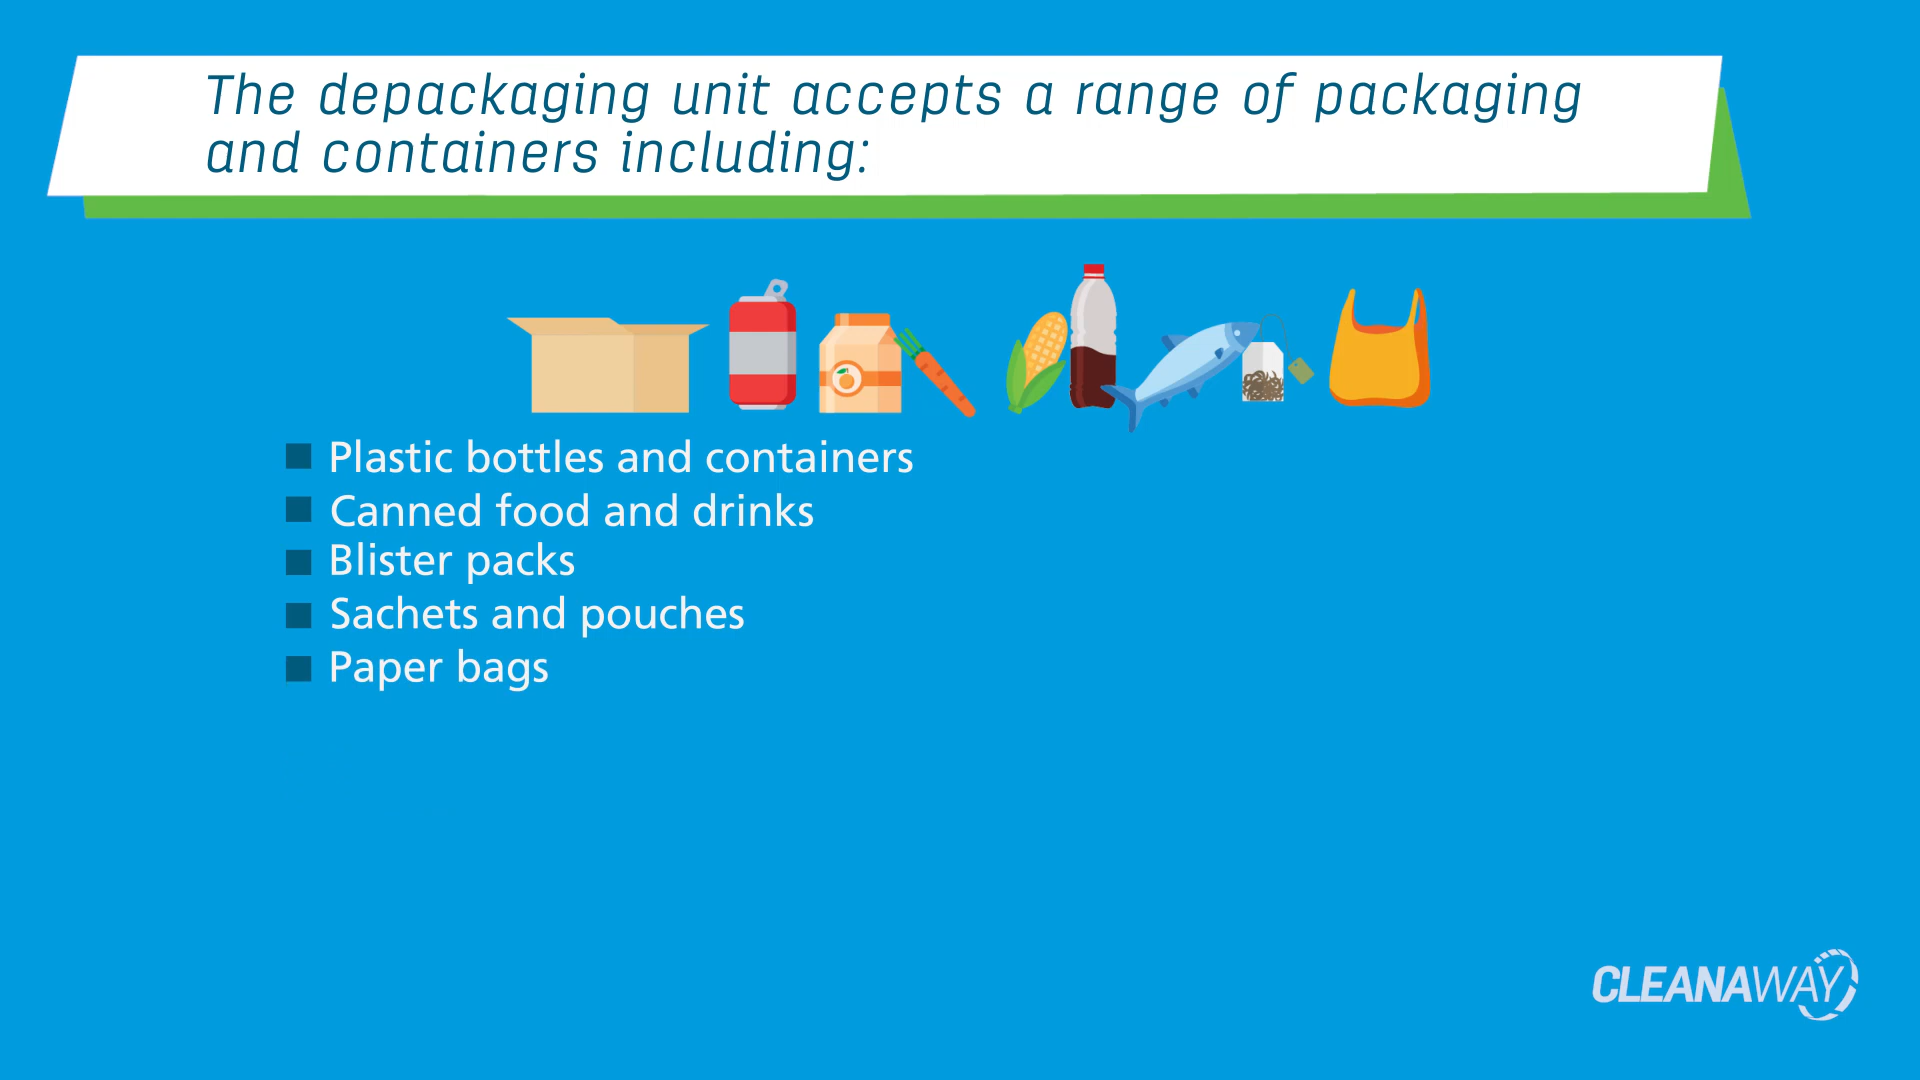 The depackaging unit accepts a range of packaging
and containers including:
Plastic bottles and containers
Canned food and drinks
Blister packs
Sachets and pouches
Paper bags
CLEANAWAY